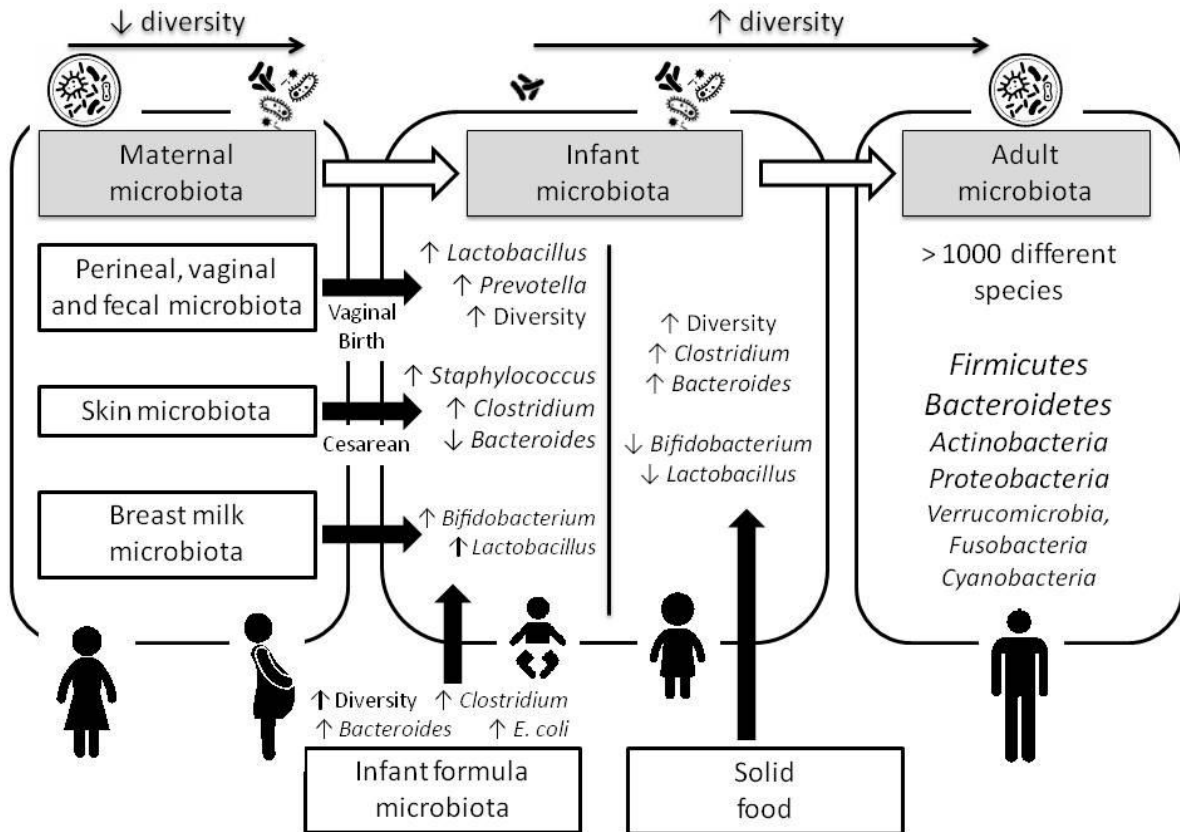 ↓ diversity
↑ diversity
Maternal
microbiota
Infant
microbiota
Adult
microbiota
Perineal, vaginal
and fecal microbiota
Vaginal
Birth
↑ Lactobacillus
↑ Prevotella
↑ Diversity
Skin microbiota
Cesarean
↑ Staphylococcus
↑ Clostridium
↓ Bacteroides
Breast milk
microbiota
↑ Bifidobacterium
↑ Lactobacillus
↑ Diversity
↑ Clostridium
↑ Bacteroides
↓ Bifidobacterium
↓ Lactobacillus
> 1000 different
species
Firmicutes
Bacteroidetes
Actinobacteria
Proteobacteria
Verrucomicrobia,
Fusobacteria
Cyanobacteria
↑ Diversity ↑ Clostridium
↑ Bacteroides ↑ E. coli
Infant formula
microbiota
Solid
food